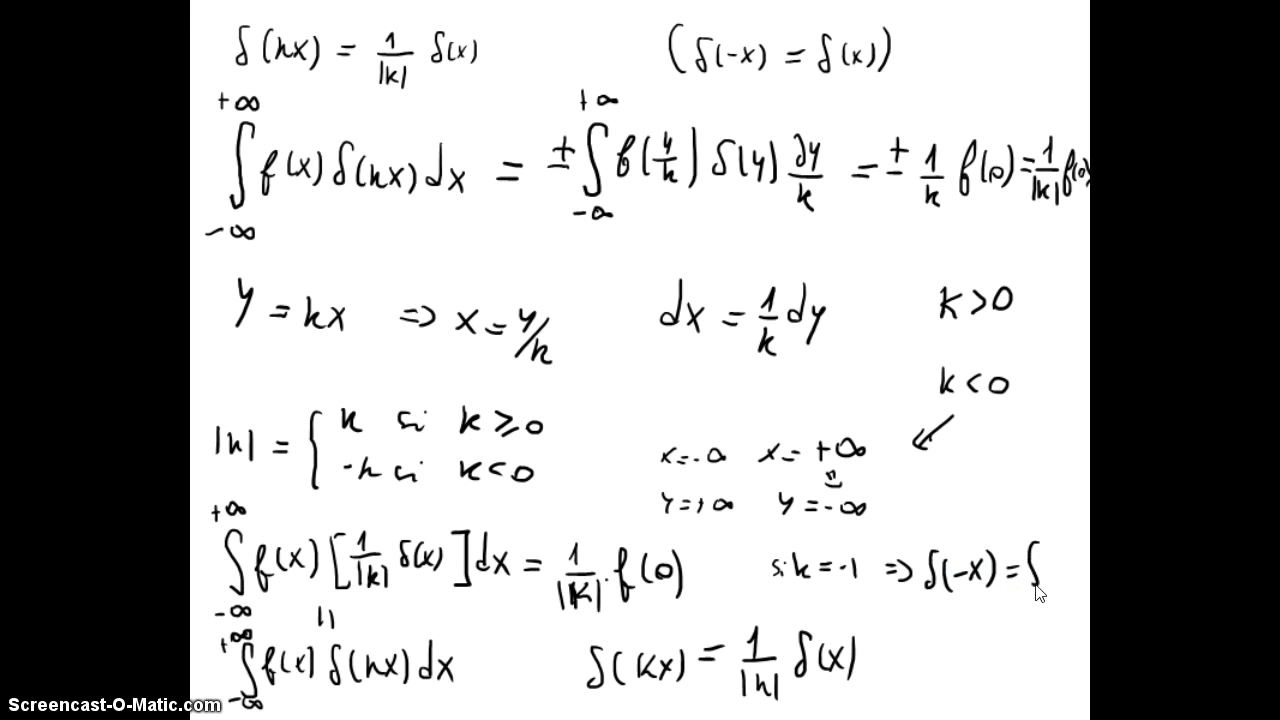 δ(kx) = 1/|k| δ(x) (δ(-x) = δ(x))
∫_{-∞}^{+∞} f(x) δ(kx) dx = ± ∫_{-∞}^{+∞} f(y/k) δ(y) dy/k = ± 1/k f(0) = 1/|k| f(0)
y = kx ⇒ x = y/k dx = 1/k dy k > 0
k < 0
|k| = { k si k ≥ 0
-k si k < 0
x = -∞ x = +∞
y = +∞ y = -∞
∫_{-∞}^{+∞} f(x) [1/|k| δ(x)] dx = 1/|k| · f(0) si k = -1 ⇒ δ(-x) = δ
||
∫_{-∞}^{+∞} f(x) δ(kx) dx δ(kx) = 1/|k| δ(x)
Screencast-O-Matic.com